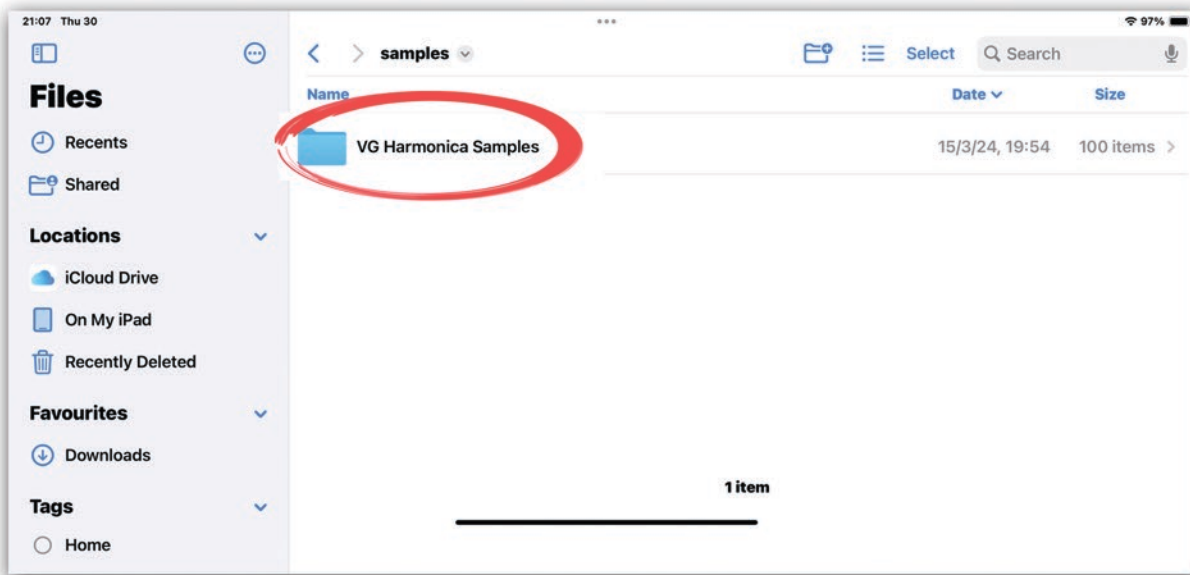 21:07 Thu 30
97%
Files
Recents
Shared
Locations
iCloud Drive
On My iPad
Recently Deleted
Favourites
Downloads
Tags
Home
samples
Select
Search
Name
Date
Size
VG Harmonica Samples
15/3/24, 19:54
100 items
1 item